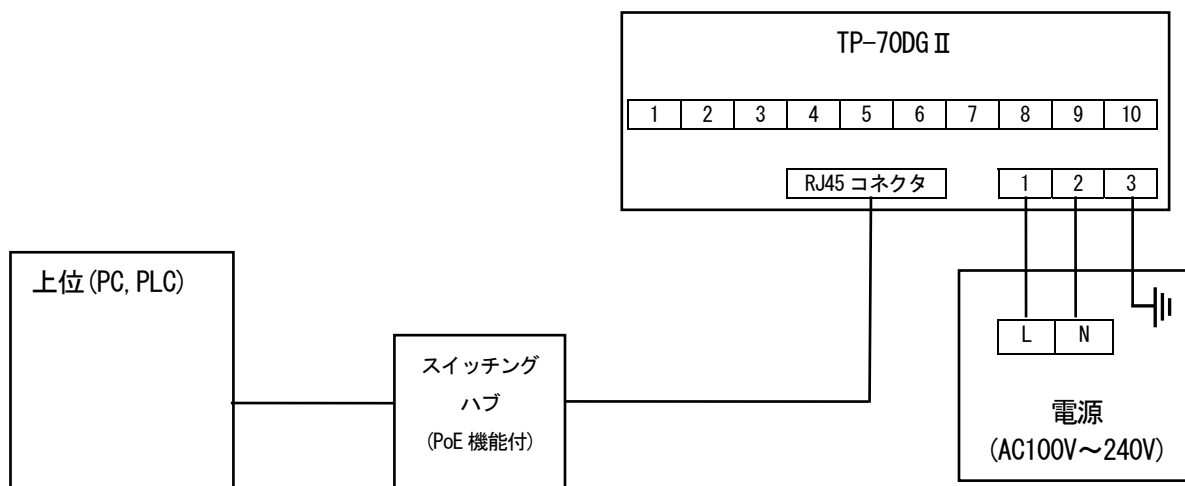 TP-70DGⅡ
1 2 3 4 5 6 7 8 9 10
RJ45 コネクタ 1 2 3
上位(PC,PLC)
スイッチング
ハブ
(PoE 機能付)
L N
電源
(AC100V～240V)